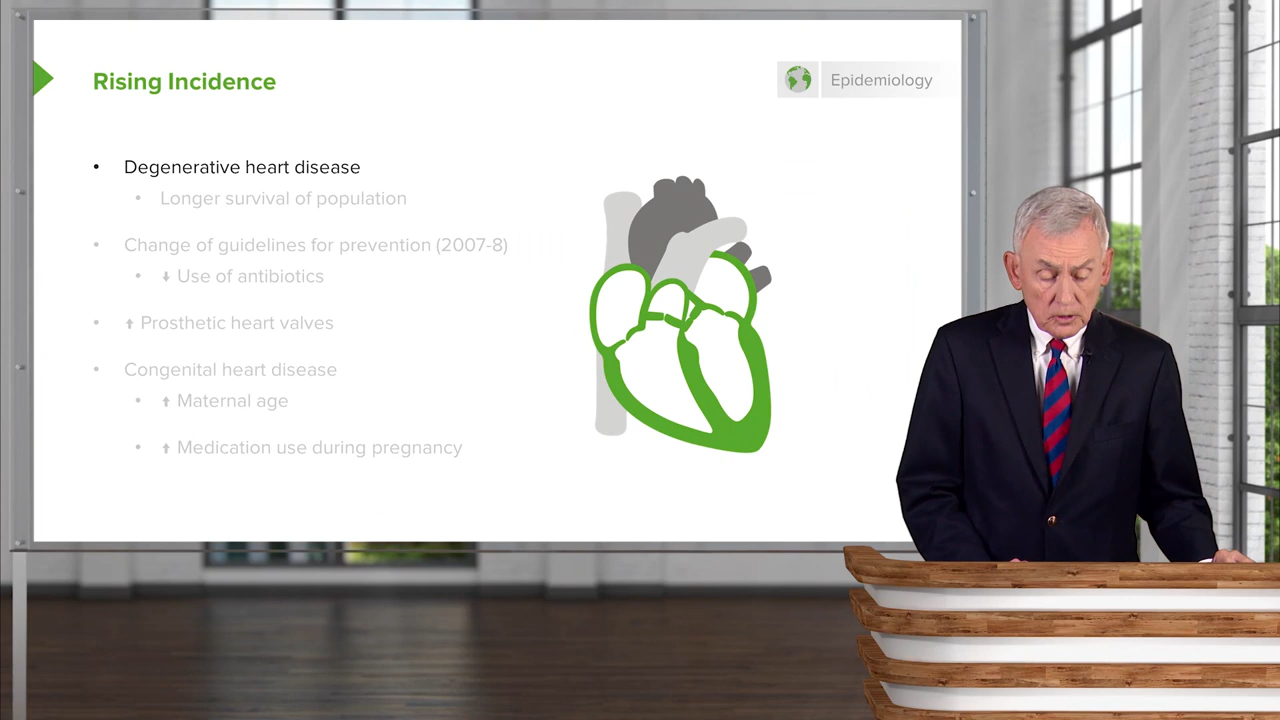 Rising Incidence
Epidemiology
• Degenerative heart disease
• Longer survival of population
• Change of guidelines for prevention (2007-8)
• ⬇ Use of antibiotics
• ⬆ Prosthetic heart valves
• Congenital heart disease
• ⬆ Maternal age
• ⬆ Medication use during pregnancy